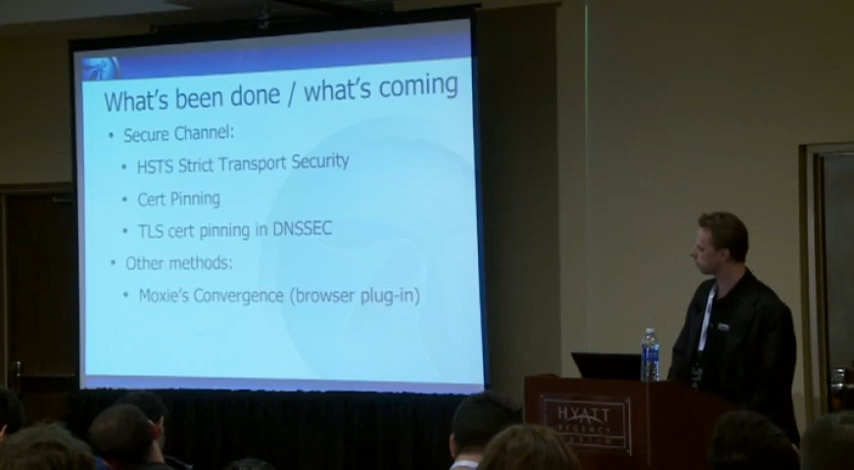 What's been done / what's coming
• Secure Channel:
• HSTS Strict Transport Security
• Cert Pinning
• TLS cert pinning in DNSSEC
• Other methods:
• Moxie's Convergence (browser plug-in)
HYATT
REGENCY